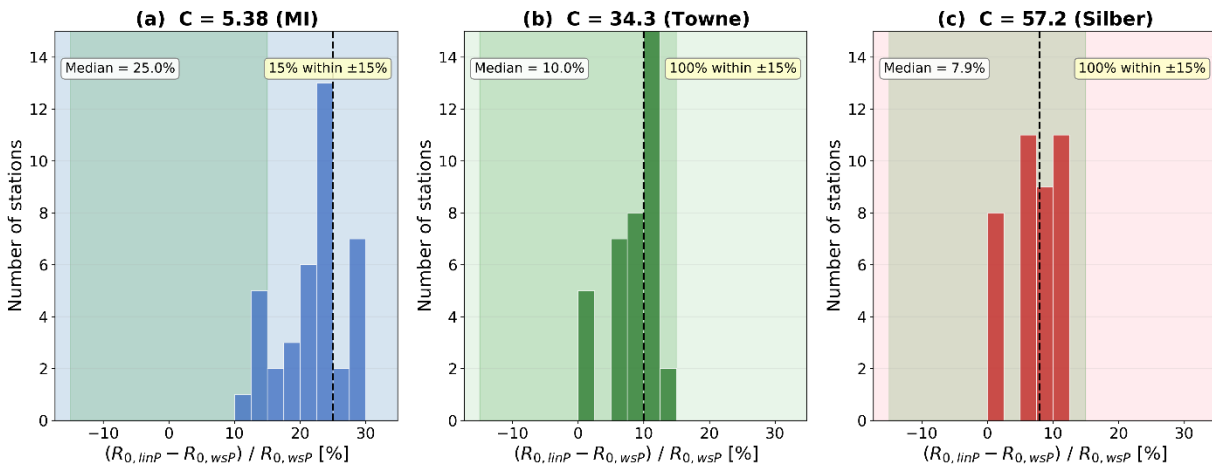 (a) C = 5.38 (MI)
Median = 25.0%
15% within ±15%
Number of stations
0
2
4
6
8
10
12
14
−10
0
10
20
30
(R0,linP − R0,wsP) / R0,wsP [%]
(b) C = 34.3 (Towne)
Median = 10.0%
100% within ±15%
Number of stations
0
2
4
6
8
10
12
14
−10
0
10
20
30
(R0,linP − R0,wsP) / R0,wsP [%]
(c) C = 57.2 (Silber)
Median = 7.9%
100% within ±15%
Number of stations
0
2
4
6
8
10
12
14
−10
0
10
20
30
(R0,linP − R0,wsP) / R0,wsP [%]